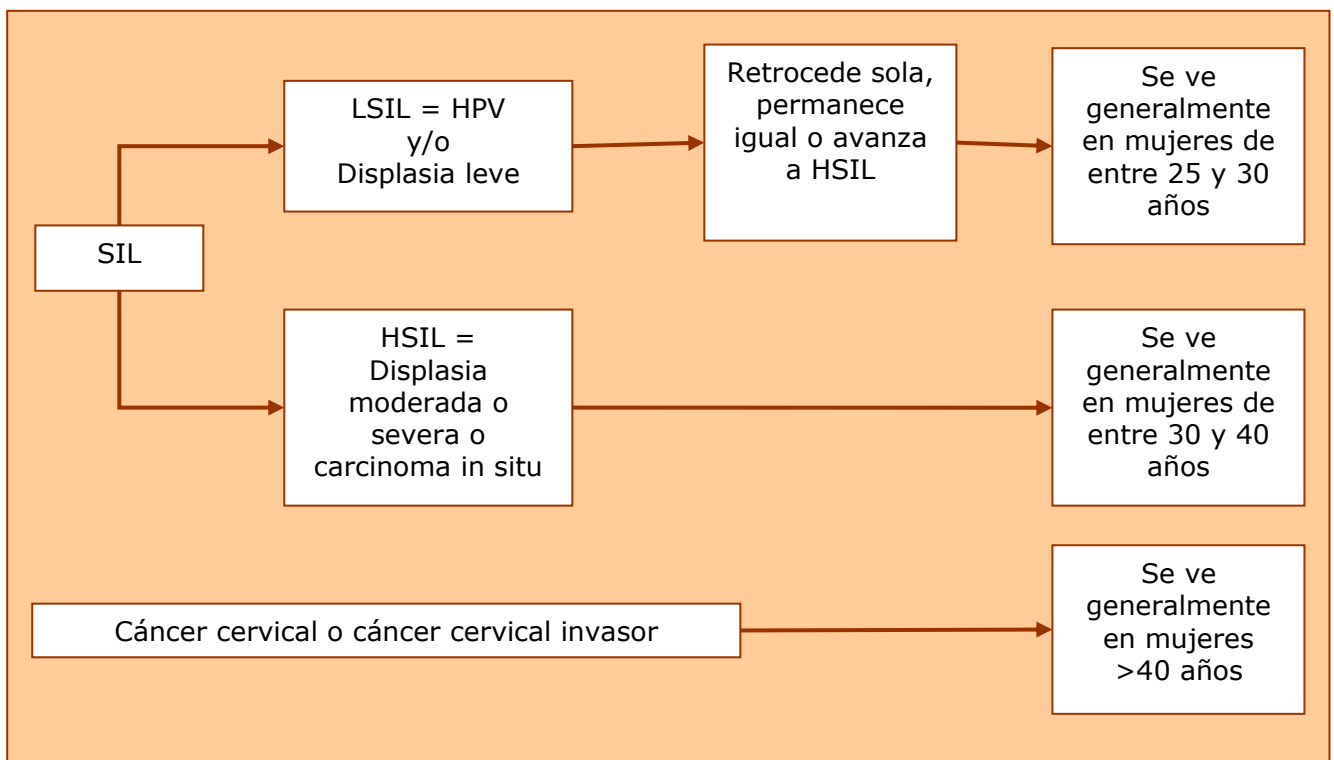 SIL
LSIL = HPV
y/o
Displasia leve
Retrocede sola,
permanece
igual o avanza
a HSIL
Se ve
generalmente
en mujeres de
entre 25 y 30
años
HSIL =
Displasia
moderada o
severa o
carcinoma in situ
Se ve
generalmente
en mujeres de
entre 30 y 40
años
Cáncer cervical o cáncer cervical invasor
Se ve
generalmente
en mujeres
>40 años